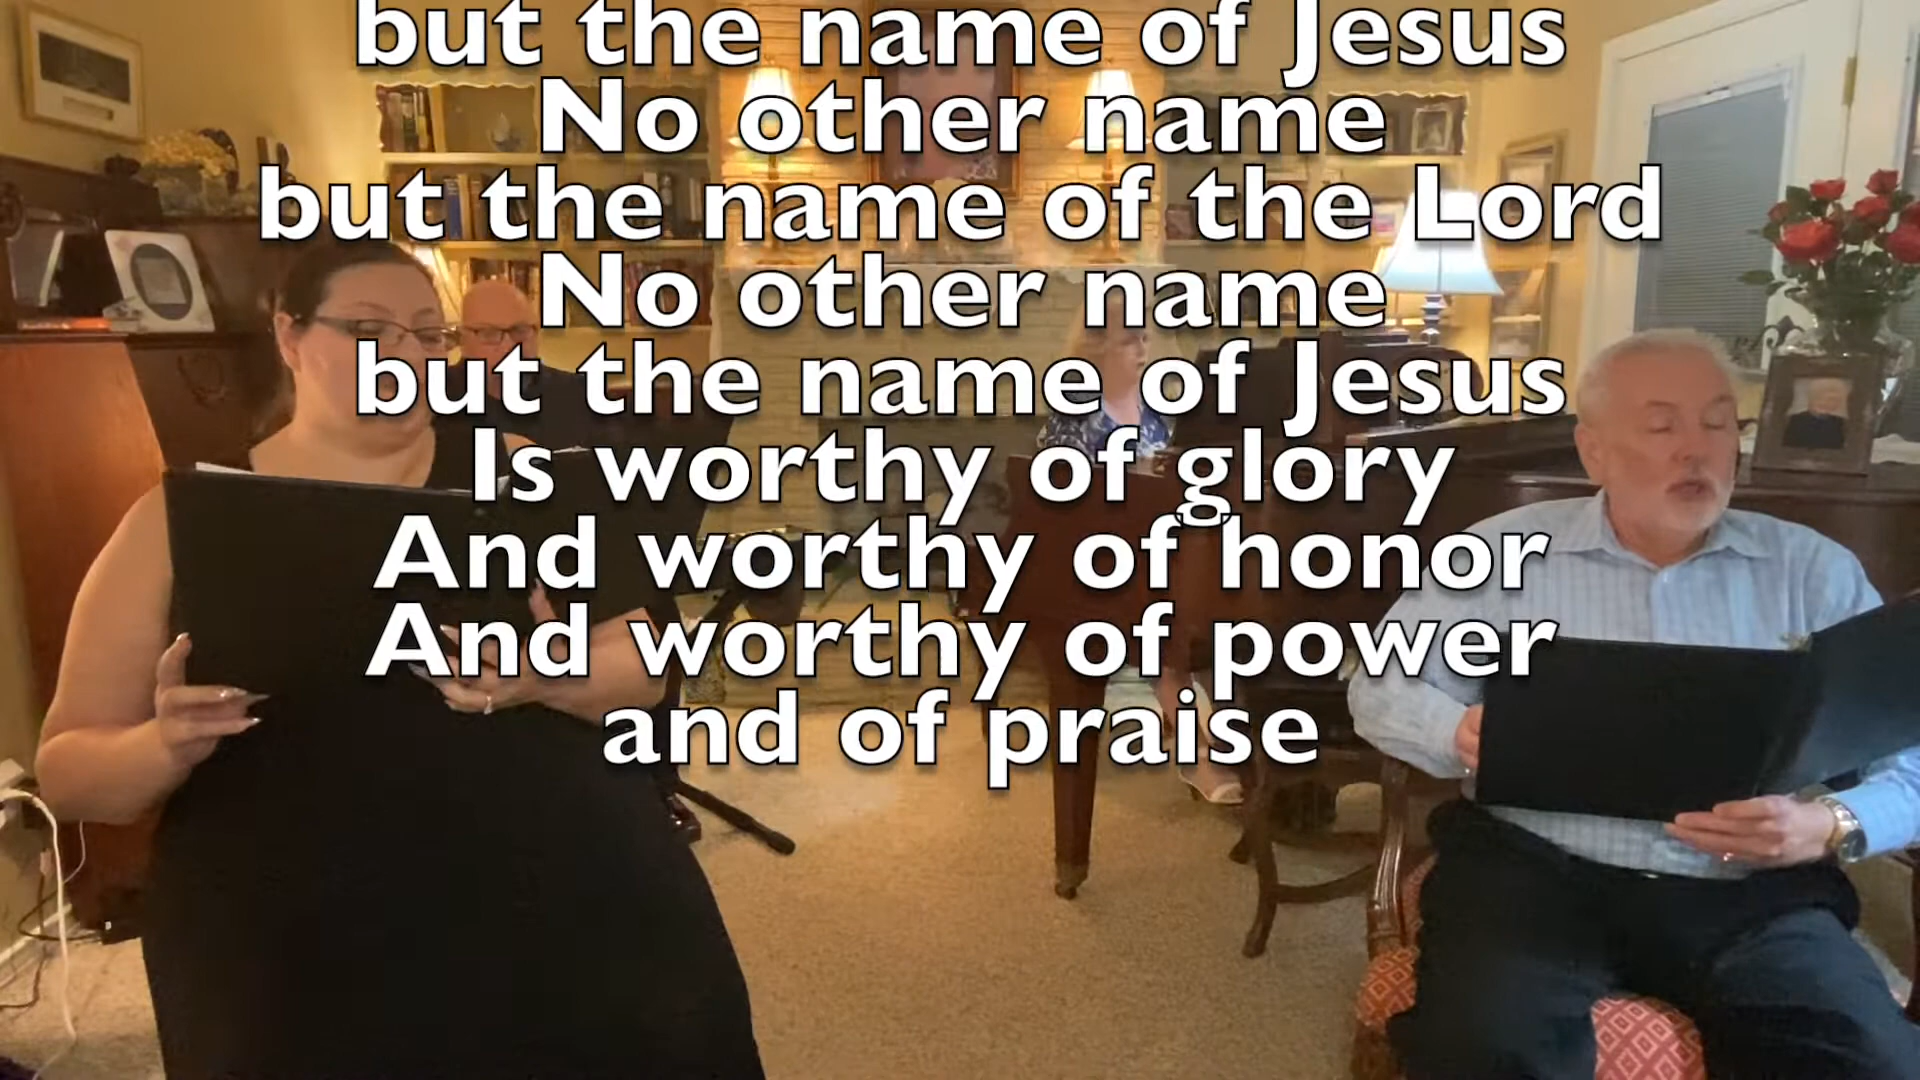 but the name of Jesus
No other name
but the name of the Lord
No other name
but the name of Jesus
Is worthy of glory
And worthy of honor
And worthy of power
and of praise